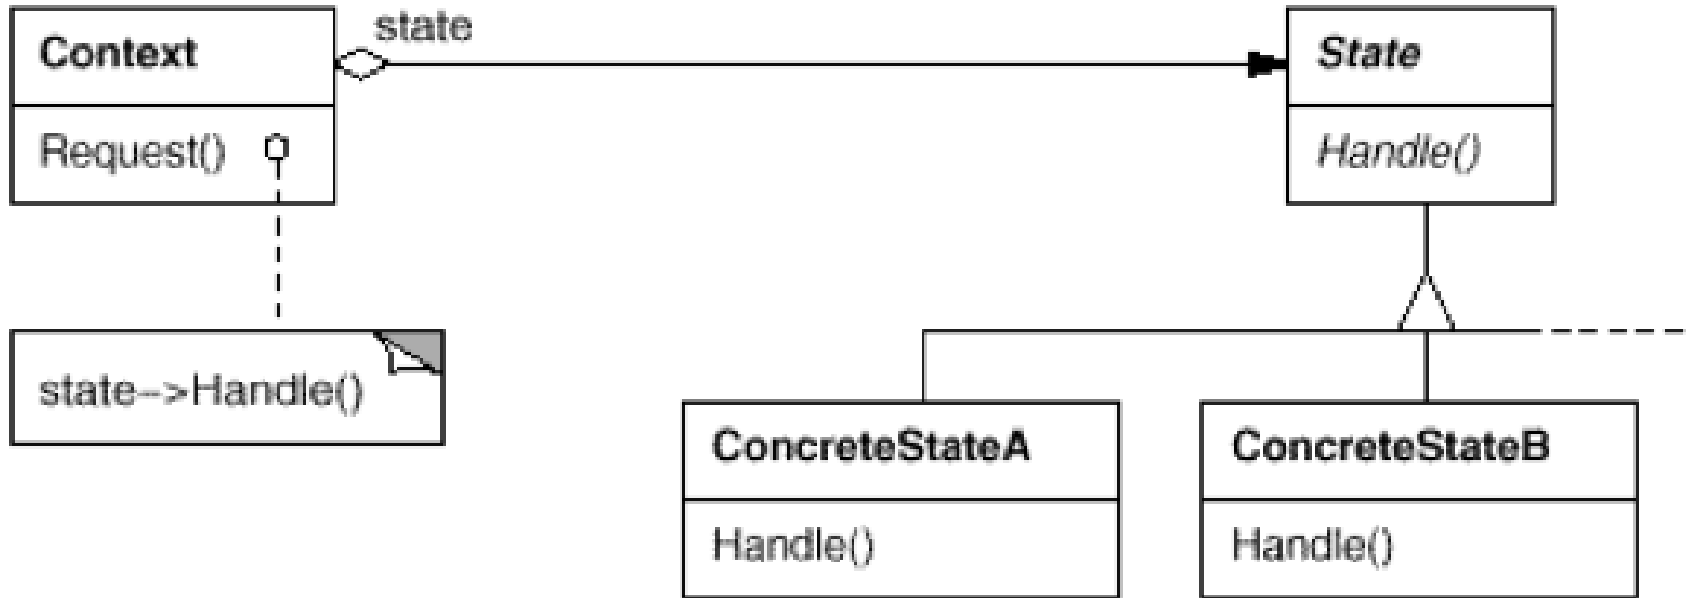 Context
state
State
Request()
Handle()
state->Handle()
ConcreteStateA
ConcreteStateB
Handle()
Handle()